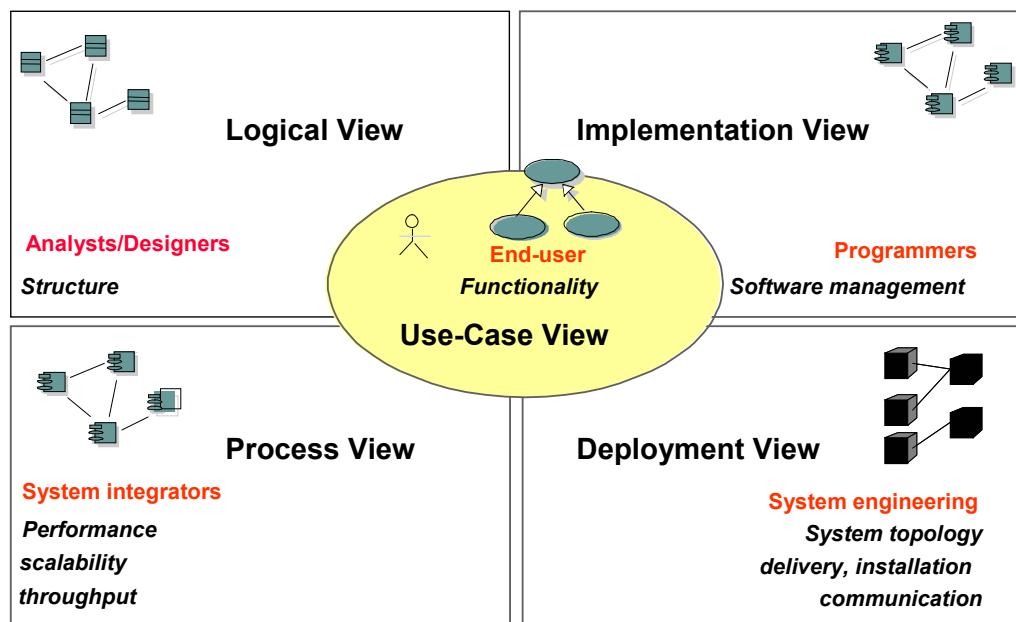 Logical View
Analysts/Designers
Structure
Implementation View
Programmers
Software management
End-user
Functionality
Use-Case View
Process View
System integrators
Performance
scalability
throughput
Deployment View
System engineering
System topology
delivery, installation
communication